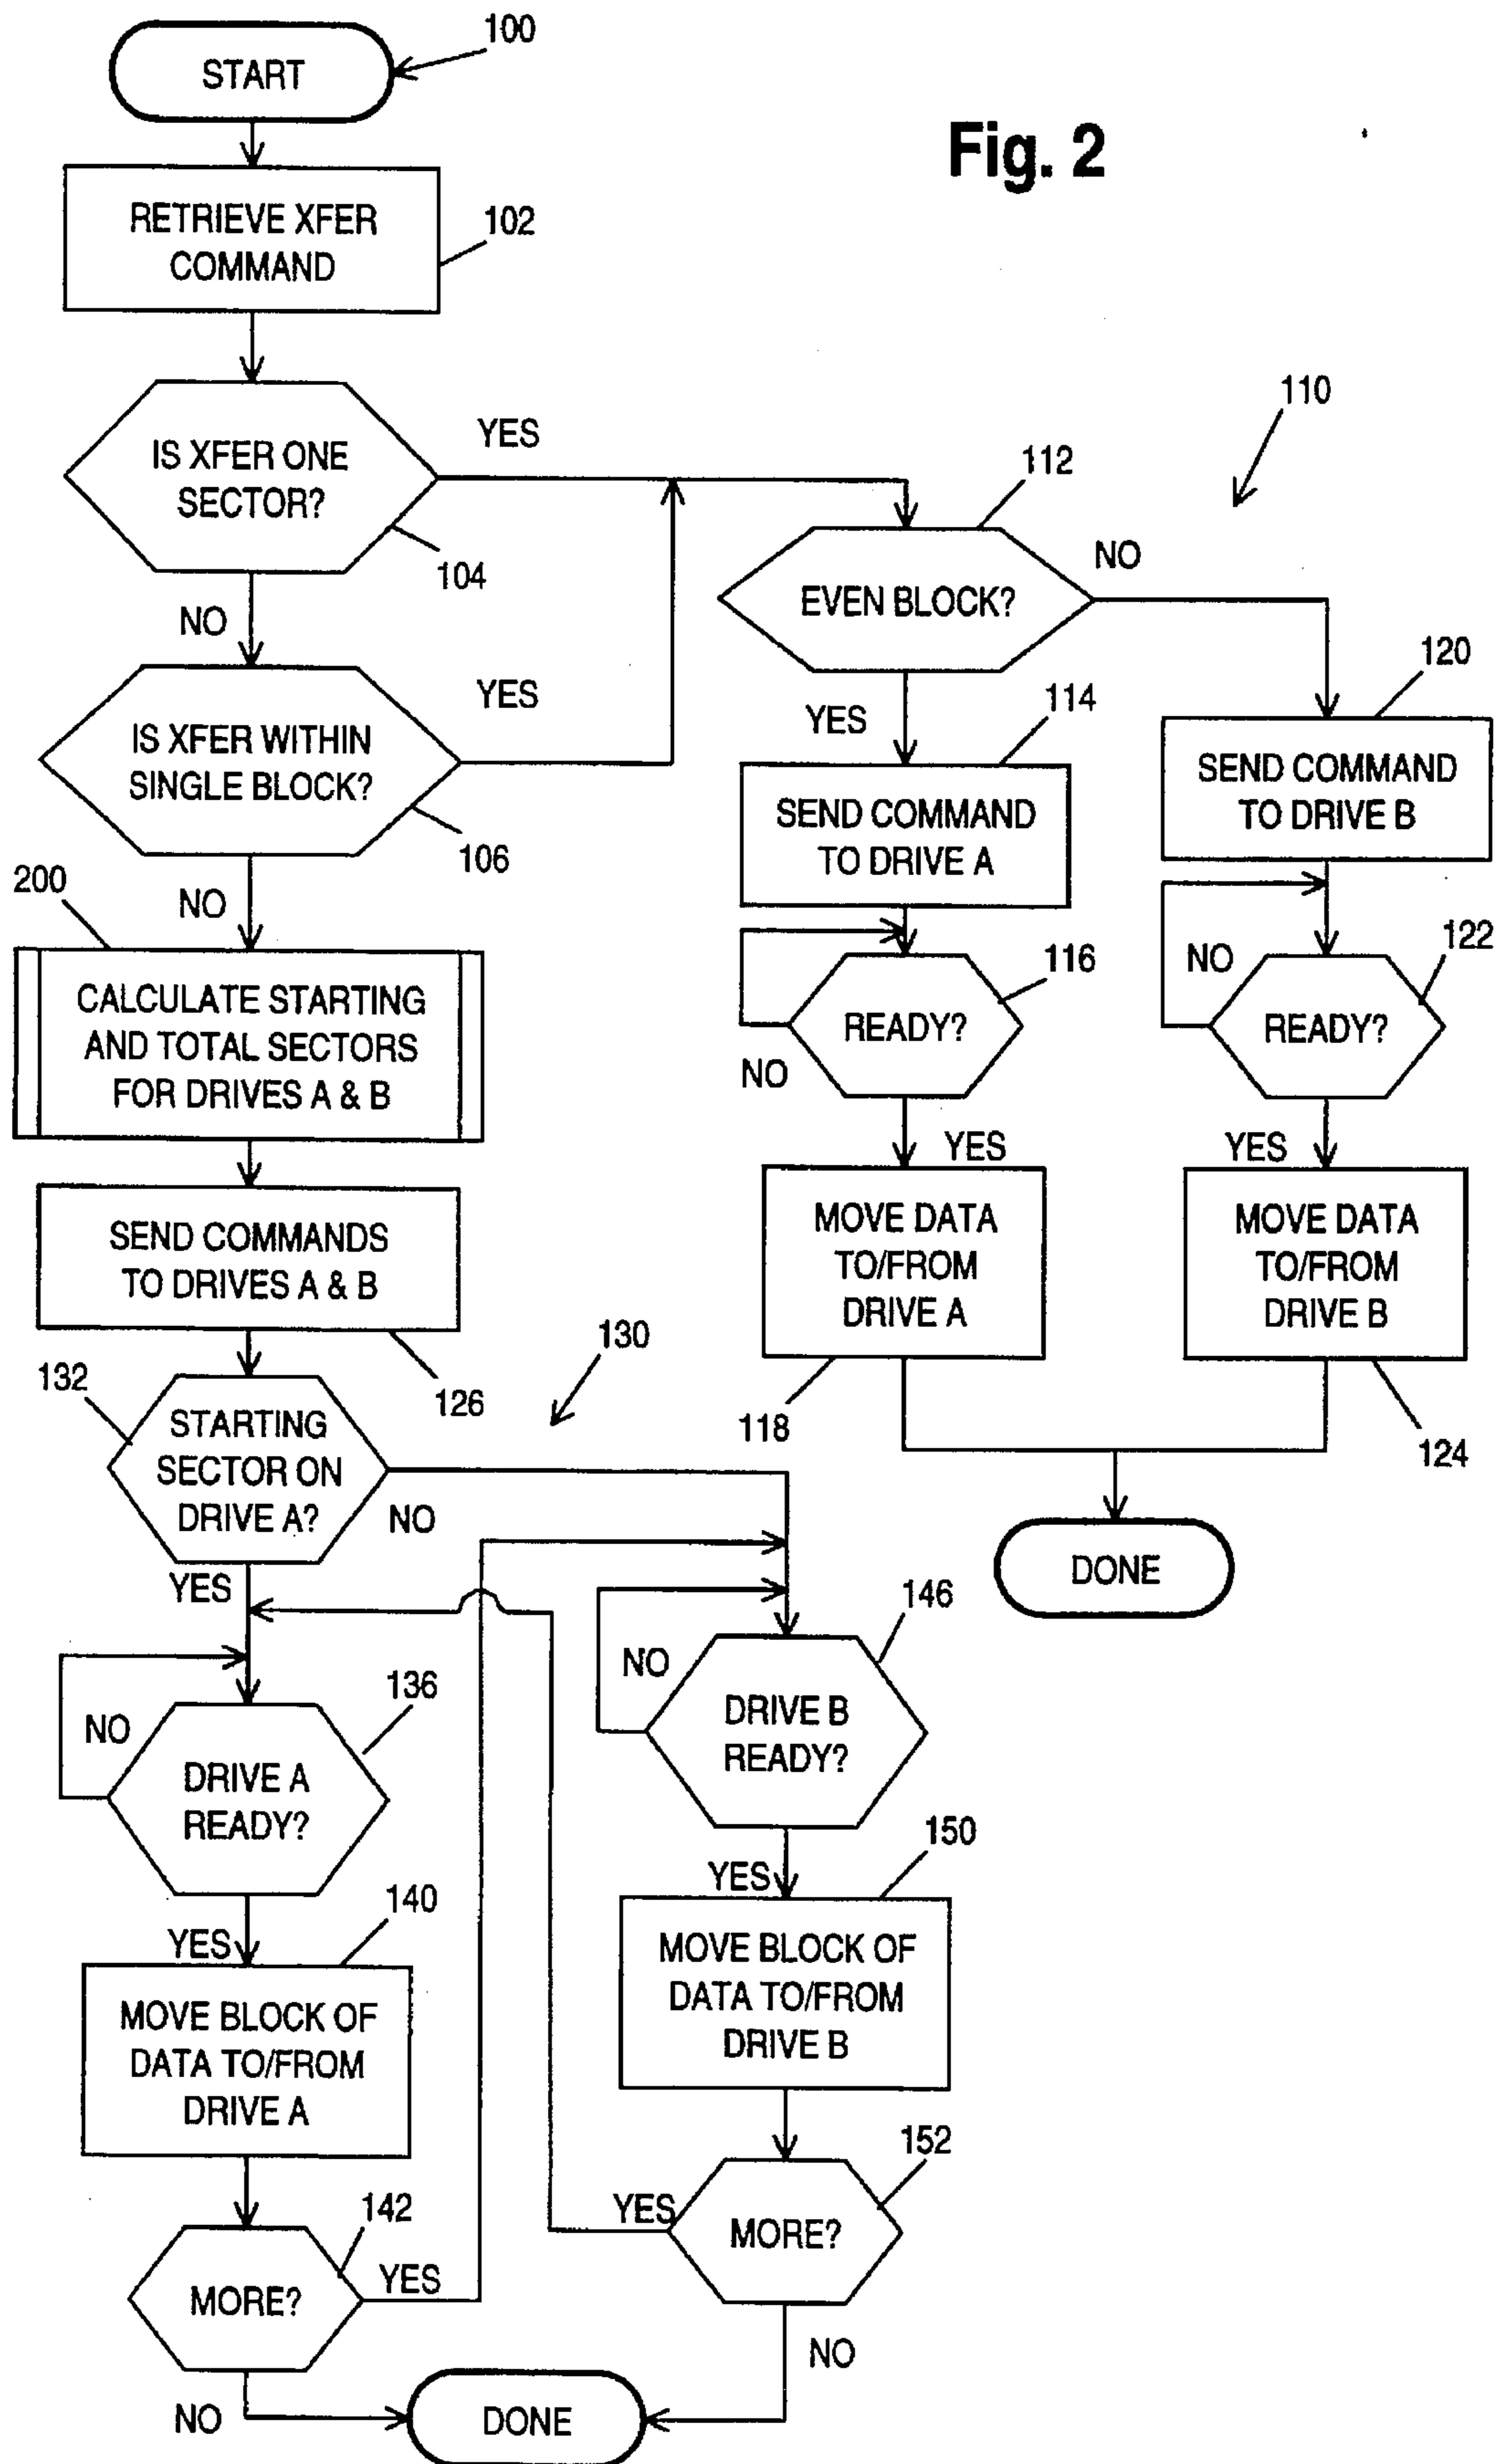 100
START
Fig. 2
RETRIEVE XFER
COMMAND
102
IS XFER ONE
SECTOR?
YES
104
NO
IS XFER WITHIN
SINGLE BLOCK?
YES
106
NO
110
112
EVEN BLOCK?
NO
YES
114
SEND COMMAND
TO DRIVE A
116
READY?
NO
YES
MOVE DATA
TO/FROM
DRIVE A
118
120
SEND COMMAND
TO DRIVE B
122
NO
READY?
YES
MOVE DATA
TO/FROM
DRIVE B
124
DONE
200
CALCULATE STARTING
AND TOTAL SECTORS
FOR DRIVES A & B
SEND COMMANDS
TO DRIVES A & B
126
130
132
STARTING
SECTOR ON
DRIVE A?
NO
YES
136
NO
DRIVE A
READY?
YES
140
MOVE BLOCK OF
DATA TO/FROM
DRIVE A
142
MORE?
YES
NO
146
NO
DRIVE B
READY?
YES
150
MOVE BLOCK OF
DATA TO/FROM
DRIVE B
152
YES
MORE?
NO
DONE